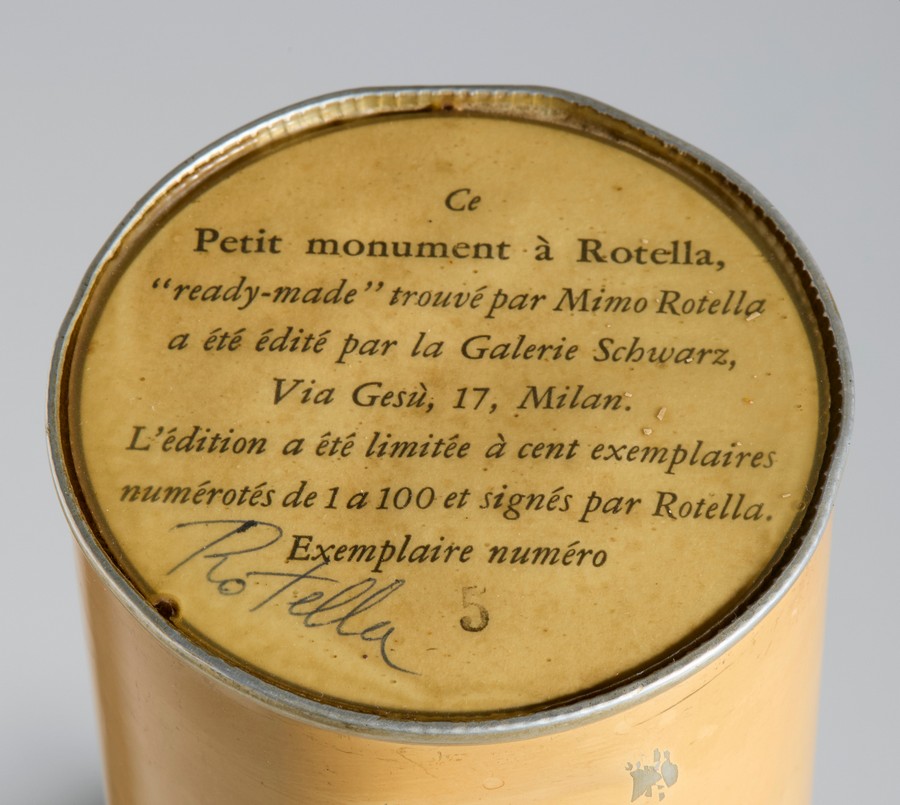 Ce
Petit monument à Rotella,
“ready-made” trouvé par Mimo Rotella
a été édité par la Galerie Schwarz,
Via Gesù, 17, Milan.
L’édition a été limitée à cent exemplaires
numérotés de 1 a 100 et signés par Rotella.
Exemplaire numéro
Rotella
5